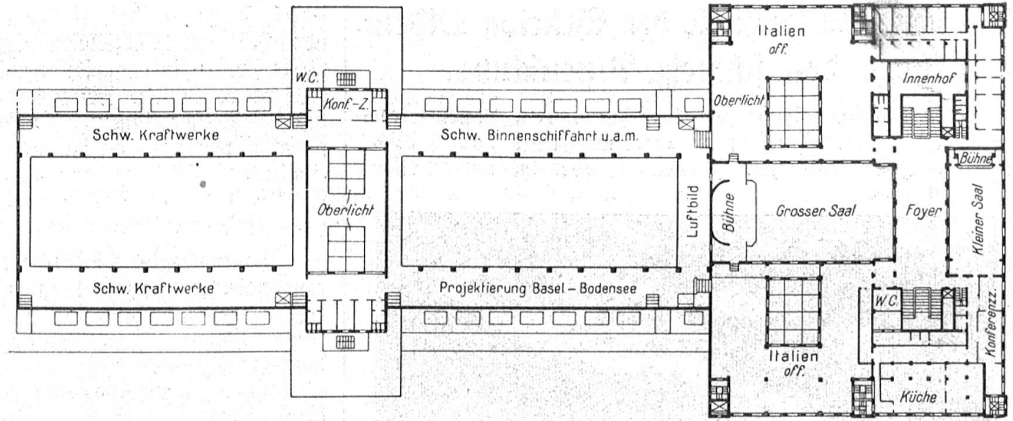 Italien
off.
W.C.
Konf.-Z.
Oberlicht
Innenhof
Schw. Kraftwerke
Schw. Binnenschiffahrt u.a.m.
Bühne
Oberlicht
Luftbild
Bühne
Grosser Saal
Foyer
Kleiner Saal
Schw. Kraftwerke
Projektierung Basel – Bodensee
W.C.
Konferenzz.
Italien
off.
Küche